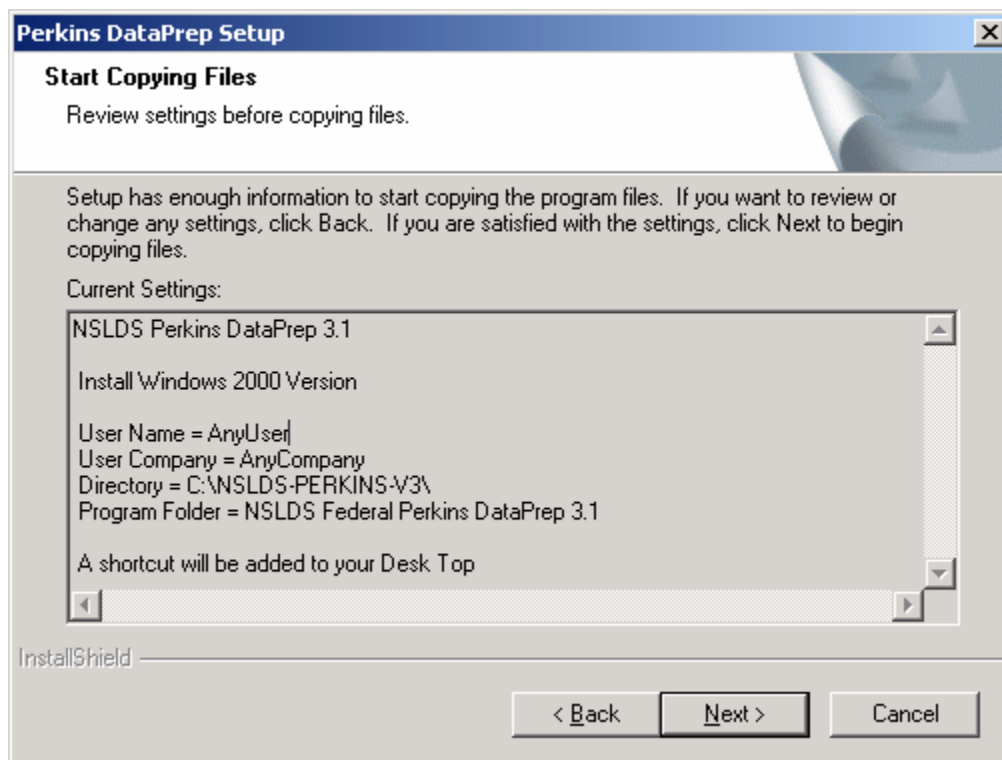 Perkins DataPrep Setup
Start Copying Files
Review settings before copying files.
Setup has enough information to start copying the program files.  If you want to review or
change any settings, click Back.  If you are satisfied with the settings, click Next to begin
copying files.
Current Settings:
NSLDS Perkins DataPrep 3.1
Install Windows 2000 Version
User Name = AnyUser
User Company = AnyCompany
Directory = C:\NSLDS-PERKINS-V3\
Program Folder = NSLDS Federal Perkins DataPrep 3.1
A shortcut will be added to your Desk Top
InstallShield
< Back Next > Cancel